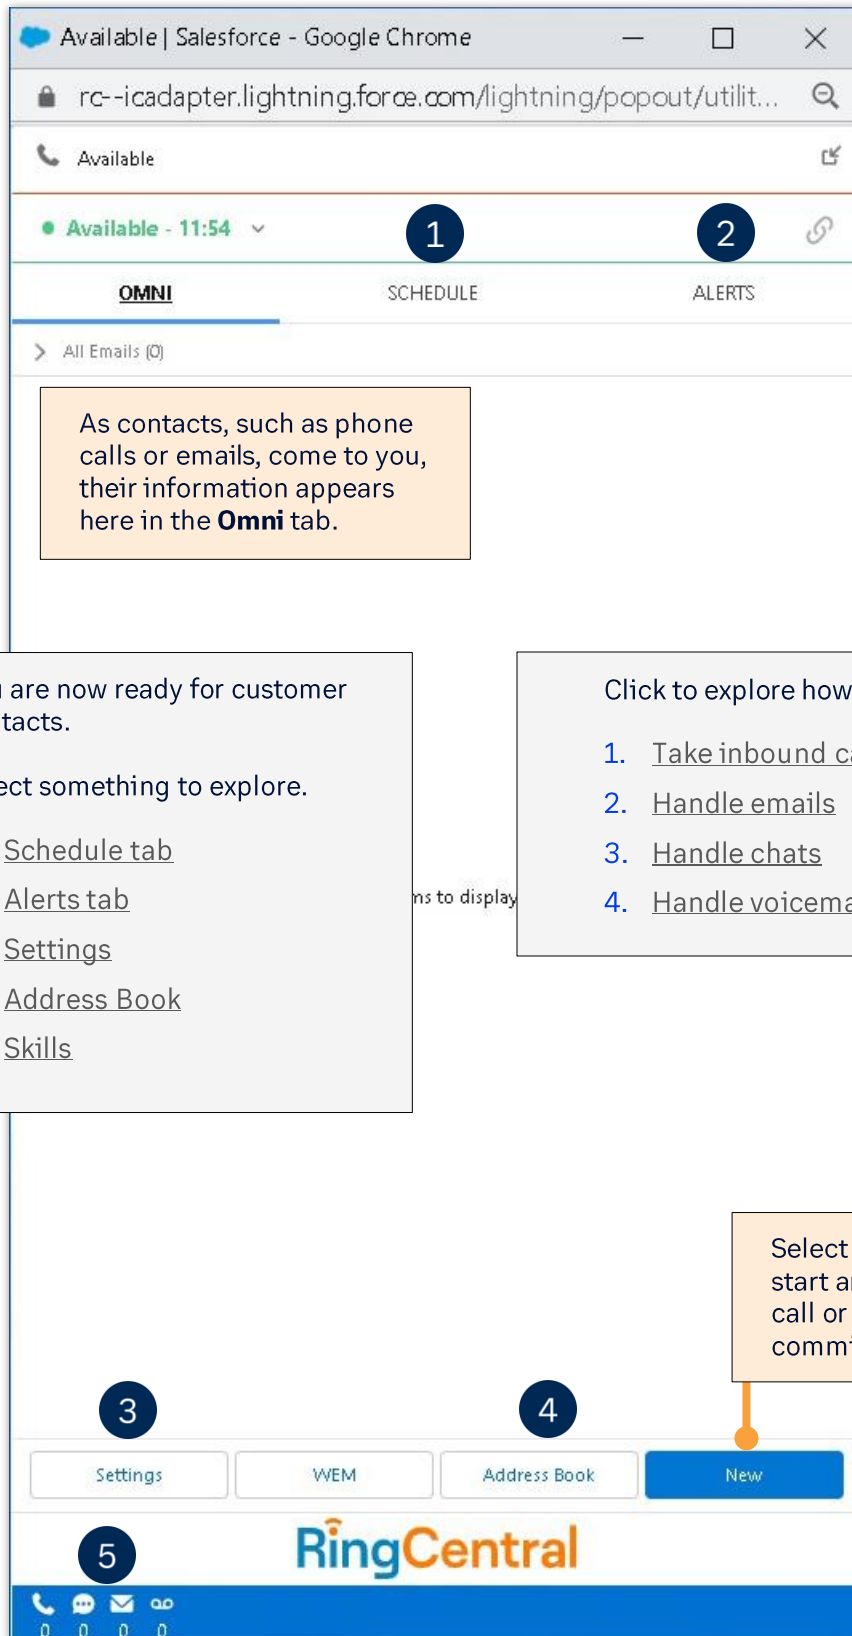 Available | Salesforce - Google Chrome
rc--icadapter.lightning.force.com/lightning/popout/utilit...
Available
Available - 11:54
1
2
OMNI
SCHEDULE
ALERTS
All Emails (0)
As contacts, such as phone
calls or emails, come to you,
their information appears
here in the Omni tab.
are now ready for customer
tacts.
ect something to explore.
Schedule tab
Alerts tab
Settings
Address Book
Skills
ms to display
Click to explore how
1. Take inbound ca
2. Handle emails
3. Handle chats
4. Handle voicema
Select
start a
call or
commi
3
4
Settings
WEM
Address Book
New
RingCentral
5
0 0 0 0